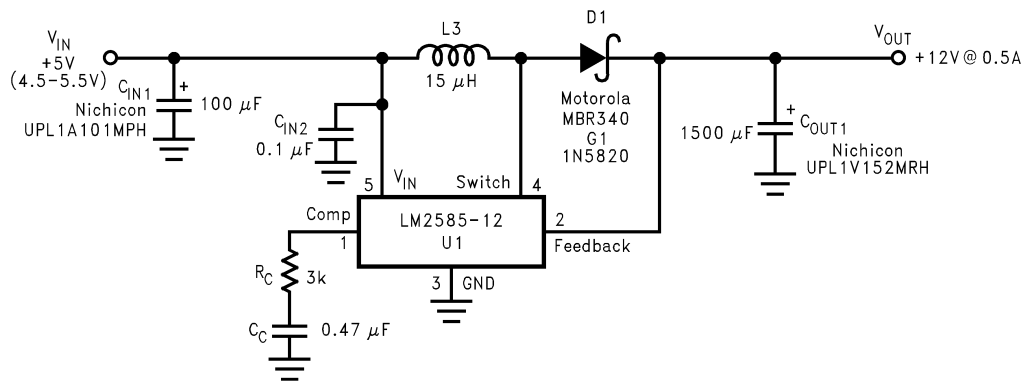 L3
D1
V_IN
+5V
(4.5-5.5V)
V_OUT
+12V @ 0.5A
15 μH
C_IN1
+
100 μF
Nichicon
UPL1A101MPH
C_IN2
0.1 μF
Motorola
MBR340
G1
1N5820
1500 μF
+
C_OUT1
Nichicon
UPL1V152MRH
5
V_IN
Switch
4
Comp
1
LM2585-12
U1
2
Feedback
3
GND
R_C
3k
C_C
0.47 μF